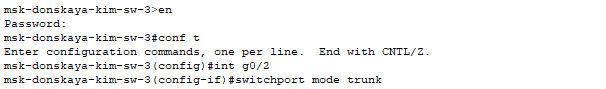 msk-donskaya-kim-sw-3>en
Password:
msk-donskaya-kim-sw-3#conf t
Enter configuration commands, one per line.  End with CNTL/Z.
msk-donskaya-kim-sw-3(config)#int g0/2
msk-donskaya-kim-sw-3(config-if)#switchport mode trunk